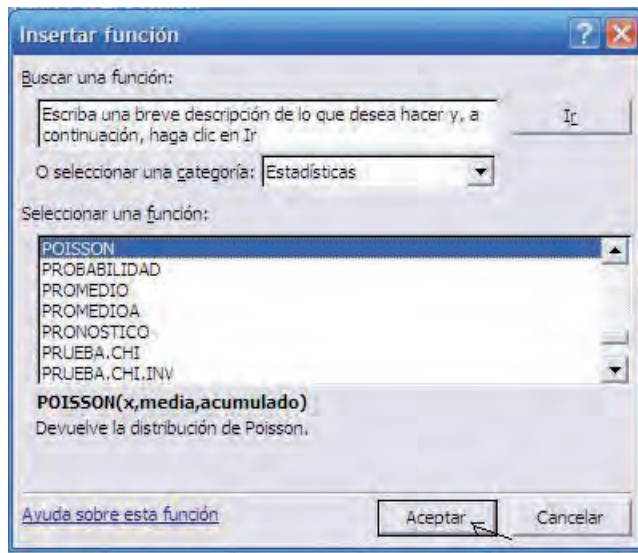 Insertar función
Buscar una función:
Escriba una breve descripción de lo que desea hacer y, a
continuación, haga clic en Ir
Ir
O seleccionar una categoría: Estadísticas
Seleccionar una función:
POISSON
PROBABILIDAD
PROMEDIO
PROMEDIOA
PRONOSTICO
PRUEBA.CHI
PRUEBA.CHI.INV
POISSON(x,media,acumulado)
Devuelve la distribución de Poisson.
Ayuda sobre esta función
Aceptar
Cancelar